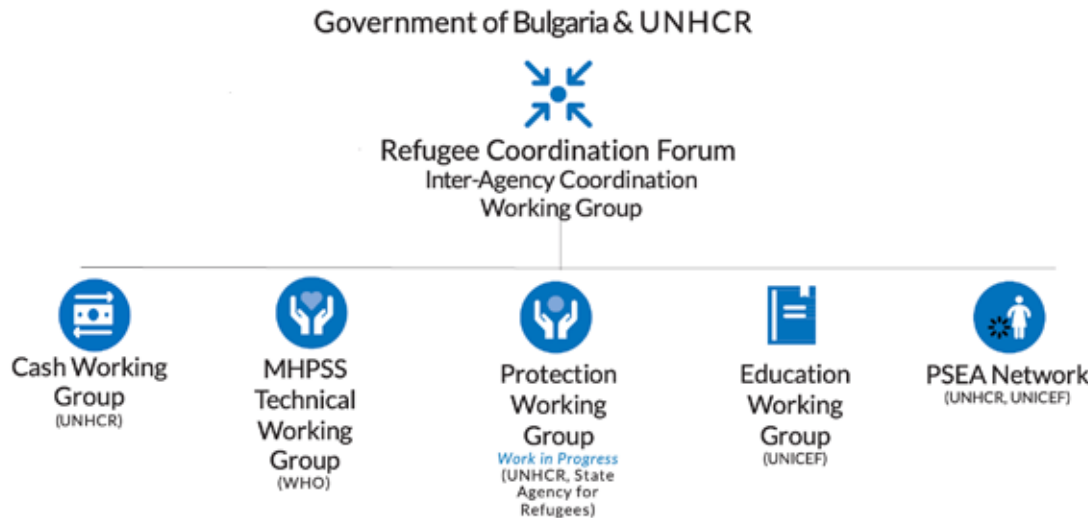 Government of Bulgaria & UNHCR
Refugee Coordination Forum
Inter-Agency Coordination
Working Group
Cash Working
Group
(UNHCR)
MHPSS
Technical
Working
Group
(WHO)
Protection
Working
Group
Work in Progress
(UNHCR, State
Agency for
Refugees)
Education
Working
Group
(UNICEF)
PSEA Network
(UNHCR, UNICEF)